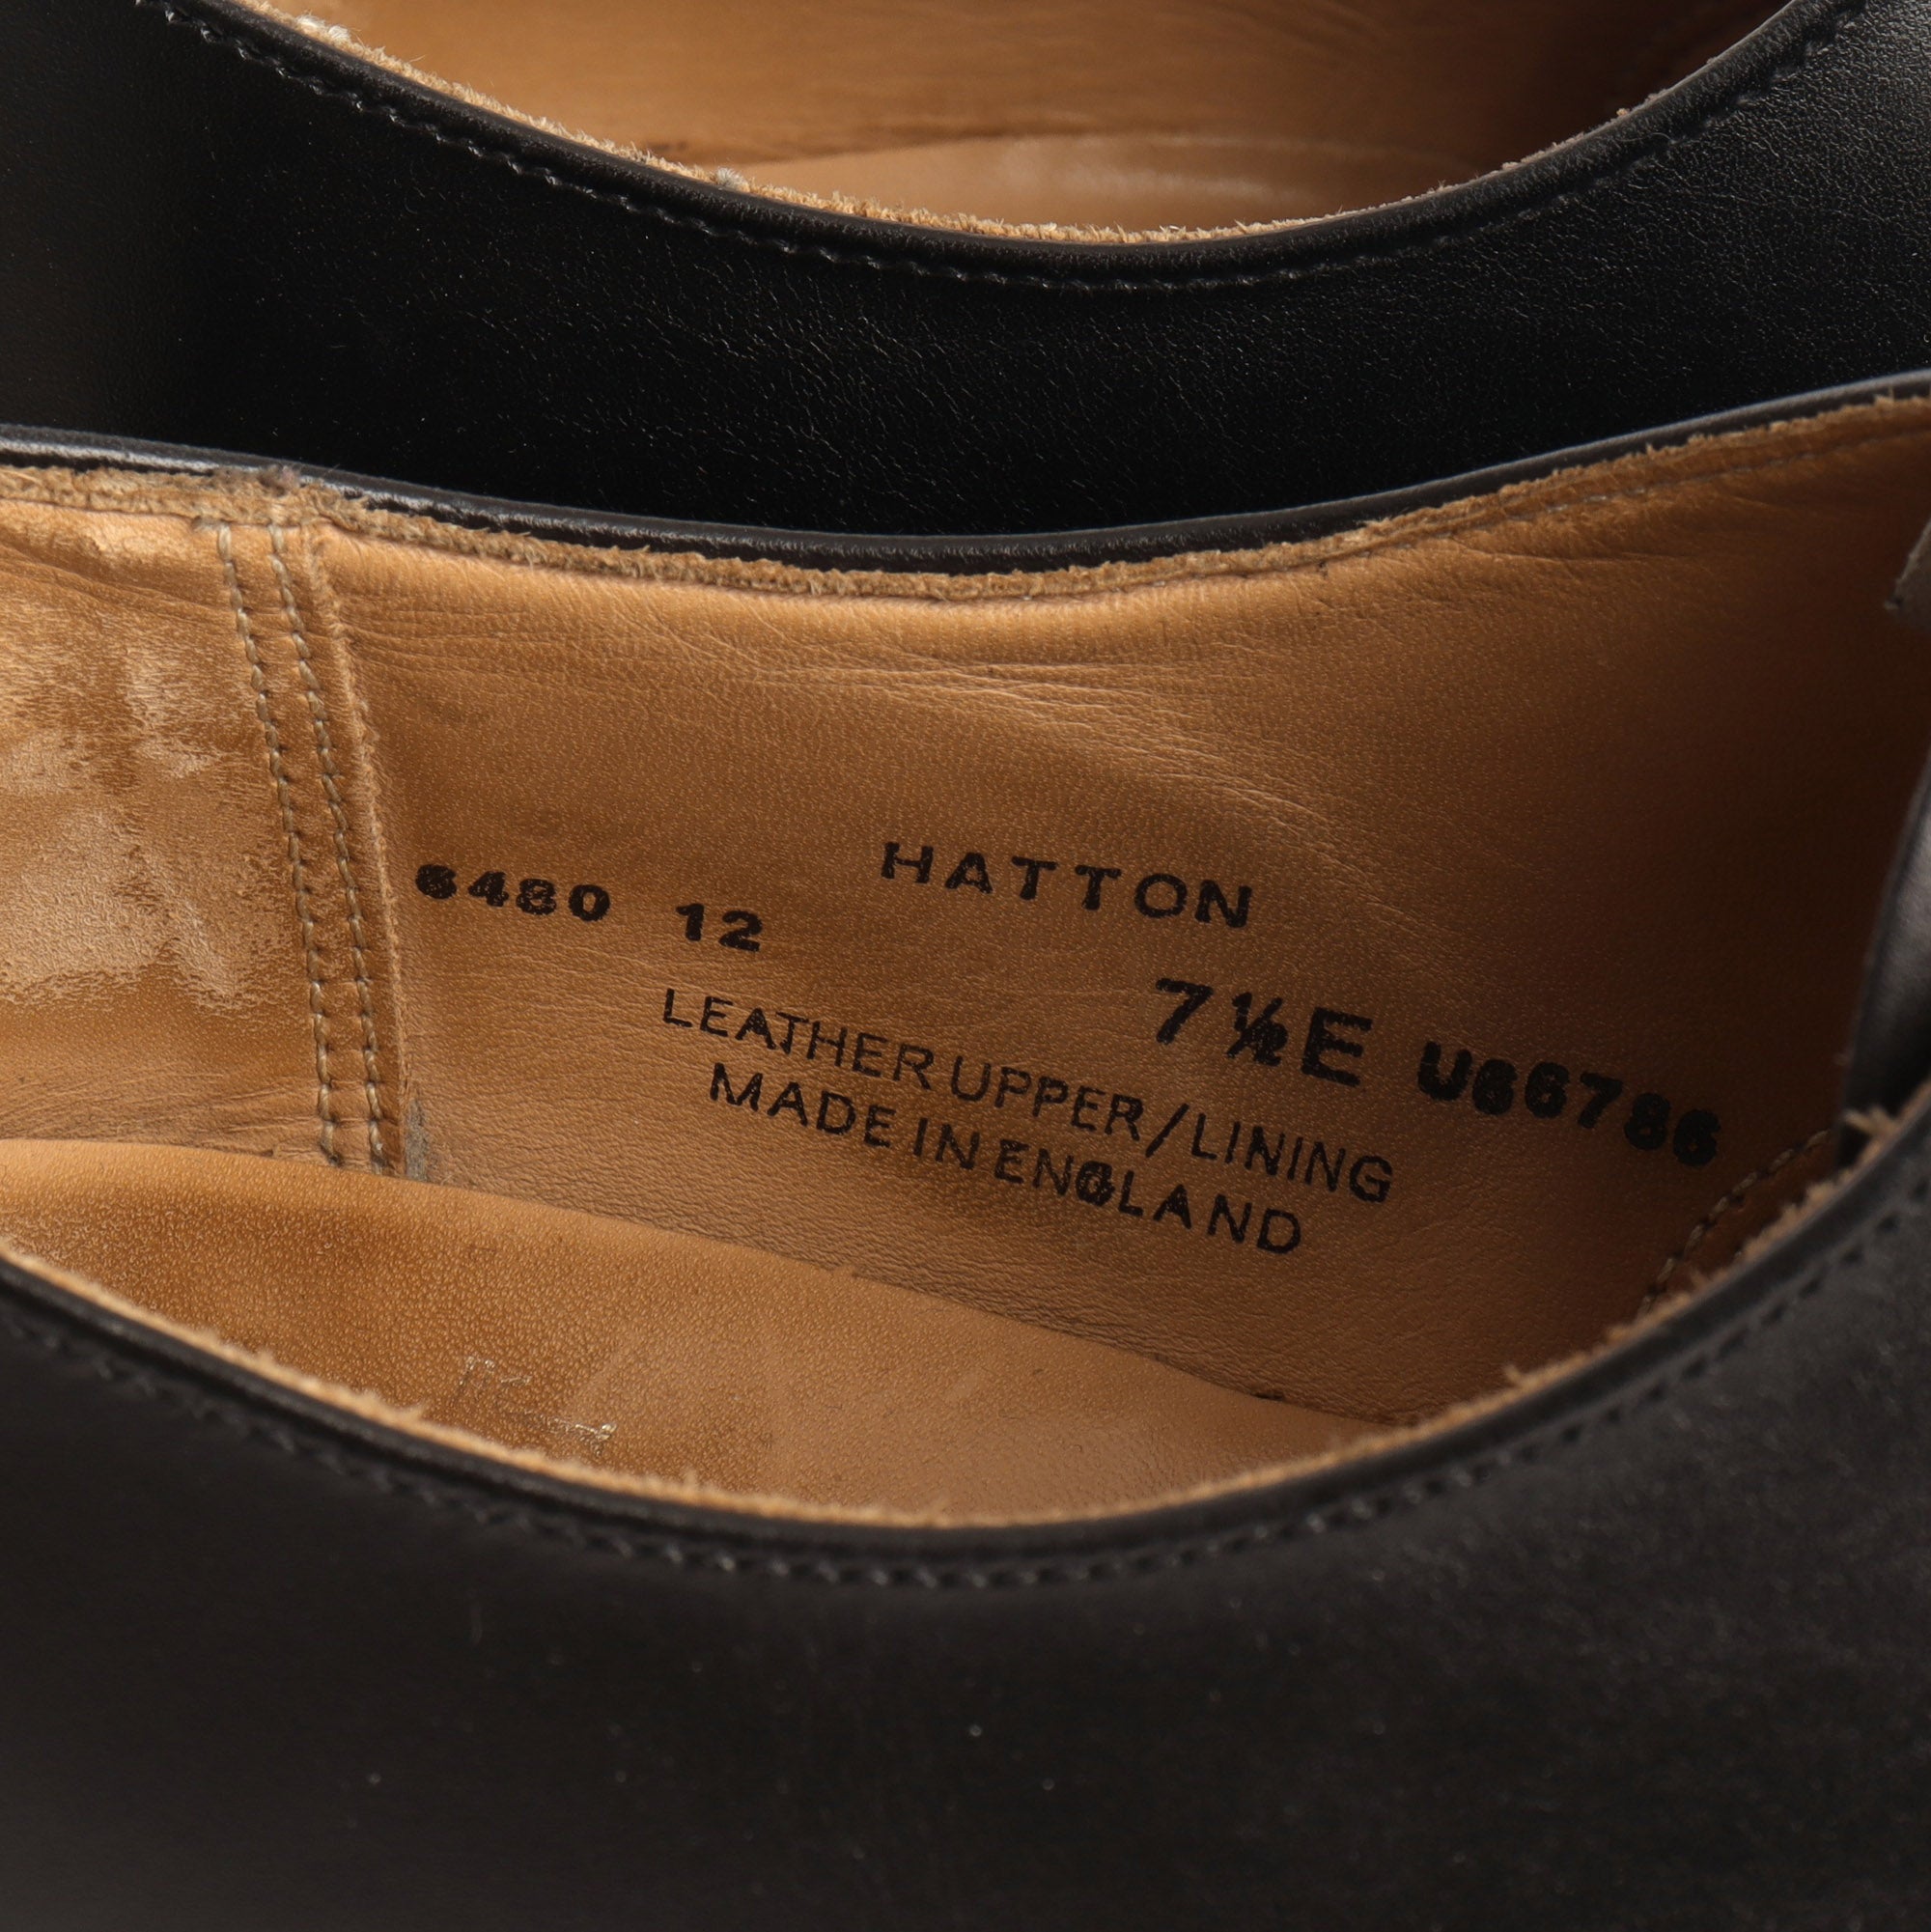 HATTON
6480 12
7½E U66786
LEATHER UPPER/LINING
MADE IN ENGLAND